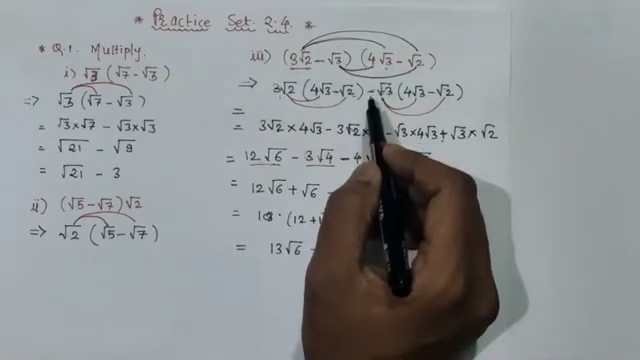 * Practice Set 2.4 *
* Q.1. Multiply.
i) √3 (√7 - √3)
=> √3 (√7 - √3)
= √3 × √7 - √3 × √3
= √21 - √9
= √21 - 3
ii) (√5 - √7) √2
=> √2 (√5 - √7)
iii) (3√2 - √3) (4√3 - √2)
=> 3√2 (4√3 - √2) - √3 (4√3 - √2)
=
= 3√2 × 4√3 - 3√2 × - √3 × 4√3 + √3 × √2
= 12√6 - 3√4 - 4
= 12√6 + √6 -
= (12 +
= 13√6 -